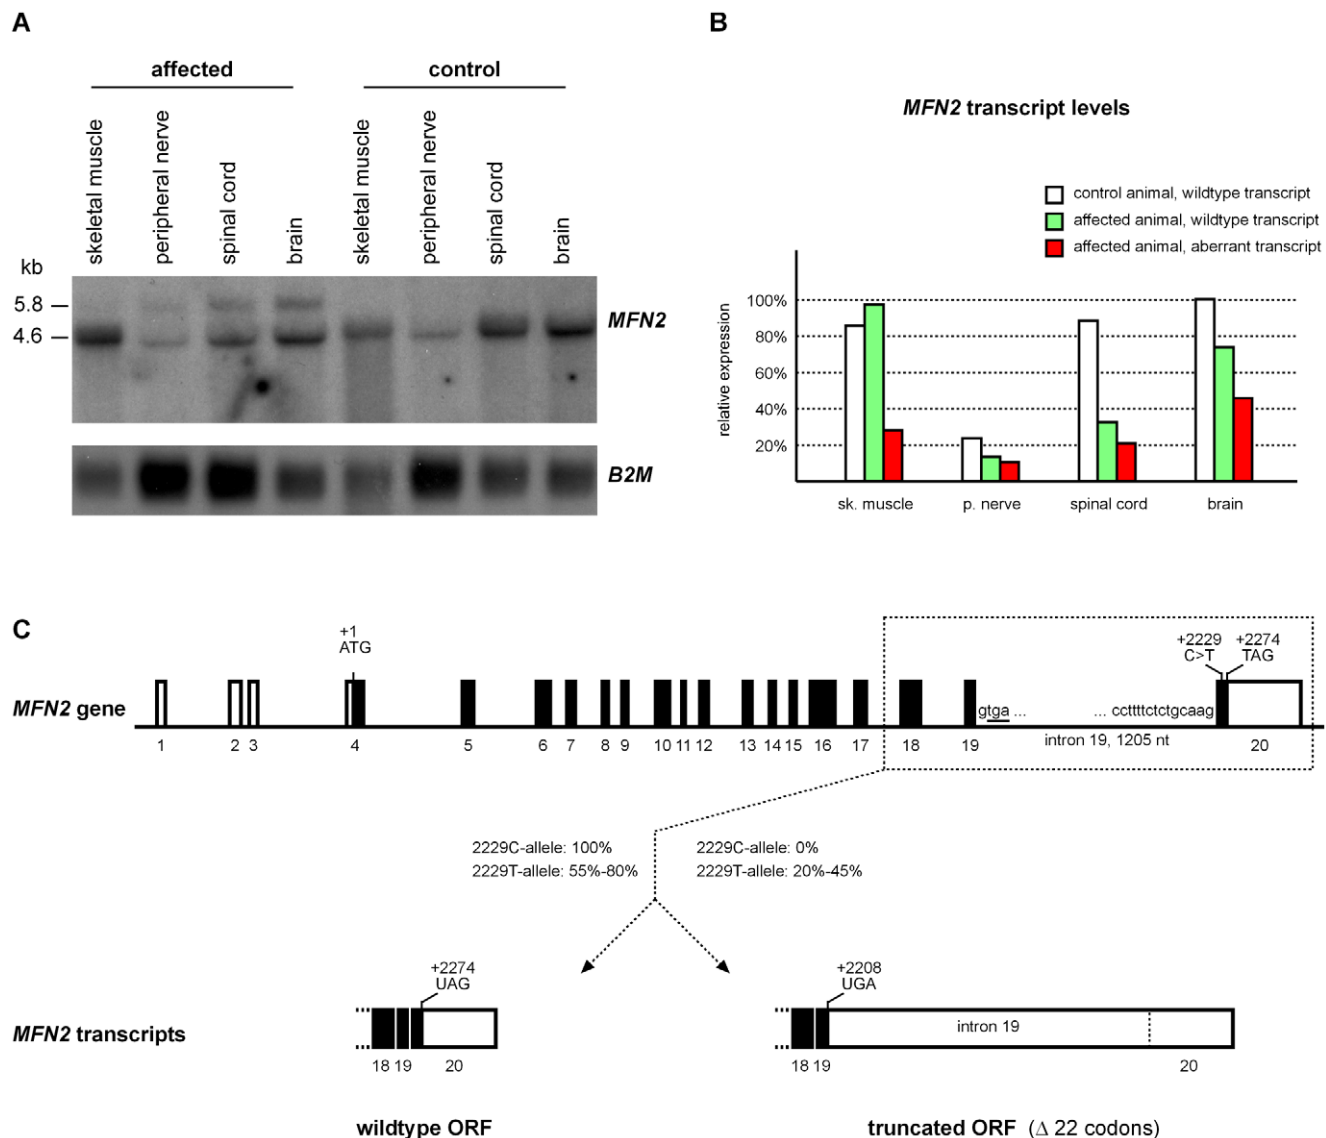 A
affected
control
skeletal muscle
peripheral nerve
spinal cord
brain
skeletal muscle
peripheral nerve
spinal cord
brain
kb
5.8
4.6
MFN2
B2M
B
MFN2 transcript levels
control animal, wildtype transcript
affected animal, wildtype transcript
affected animal, aberrant transcript
relative expression
100%
80%
60%
40%
20%
sk. muscle
p. nerve
spinal cord
brain
C
+1
ATG
+2229
C>T
+2274
TAG
MFN2 gene
gtga ...
... ccttttctctgcaag
1 2 3 4 5 6 7 8 9 10 11 12 13 14 15 16 17 18 19 20
intron 19, 1205 nt
2229C-allele: 100%
2229T-allele: 55%-80%
2229C-allele: 0%
2229T-allele: 20%-45%
+2274
UAG
+2208
UGA
MFN2 transcripts
intron 19
18 19 20
18 19 20
wildtype ORF
truncated ORF (Δ 22 codons)